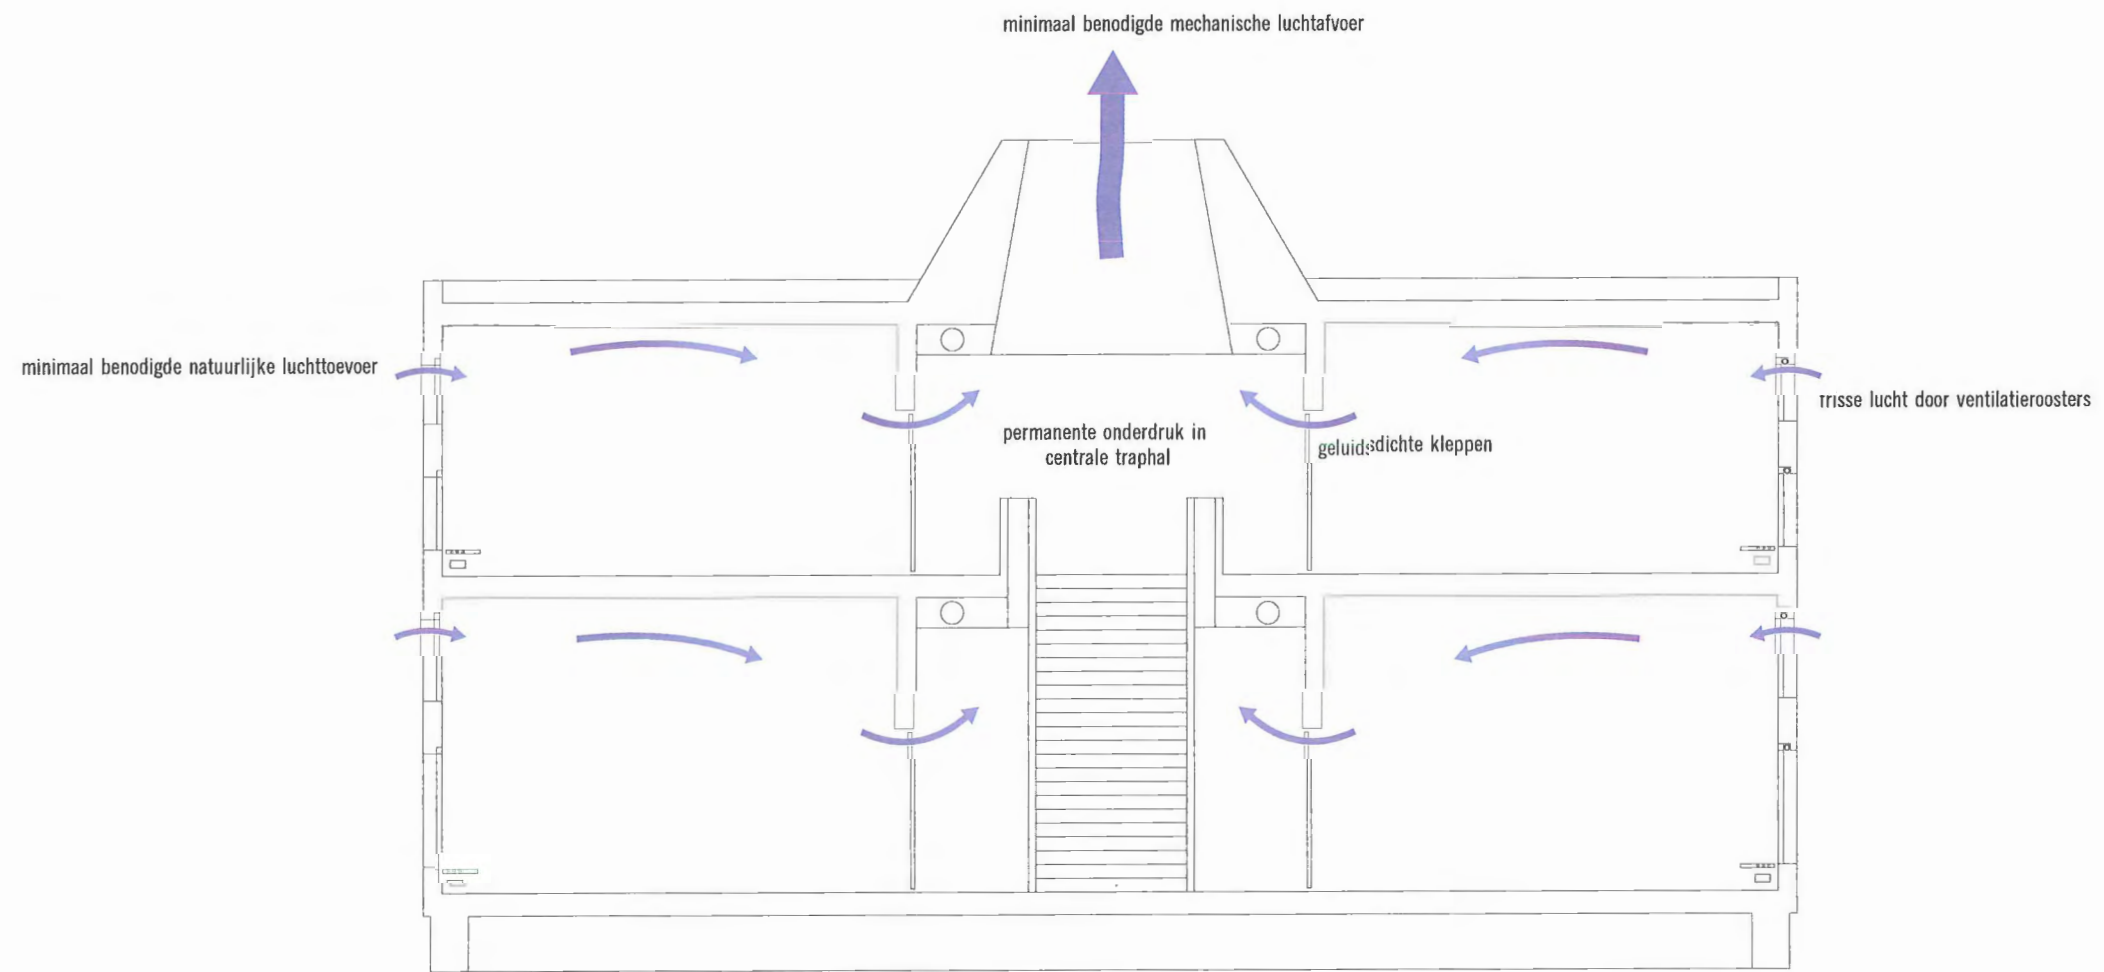 minimaal benodigde mechanische luchtafvoer
minimaal benodigde natuurlijke luchttoevoer
frisse lucht door ventilatieroosters
permanente onderdruk in
centrale traphal
geluidsdichte kleppen